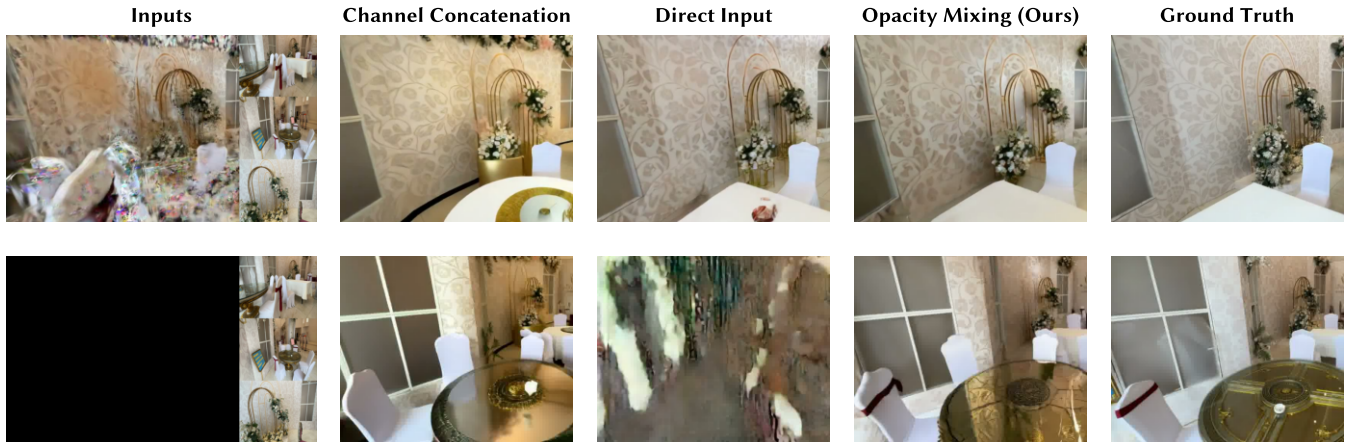 Inputs
Channel Concatenation
Direct Input
Opacity Mixing (Ours)
Ground Truth